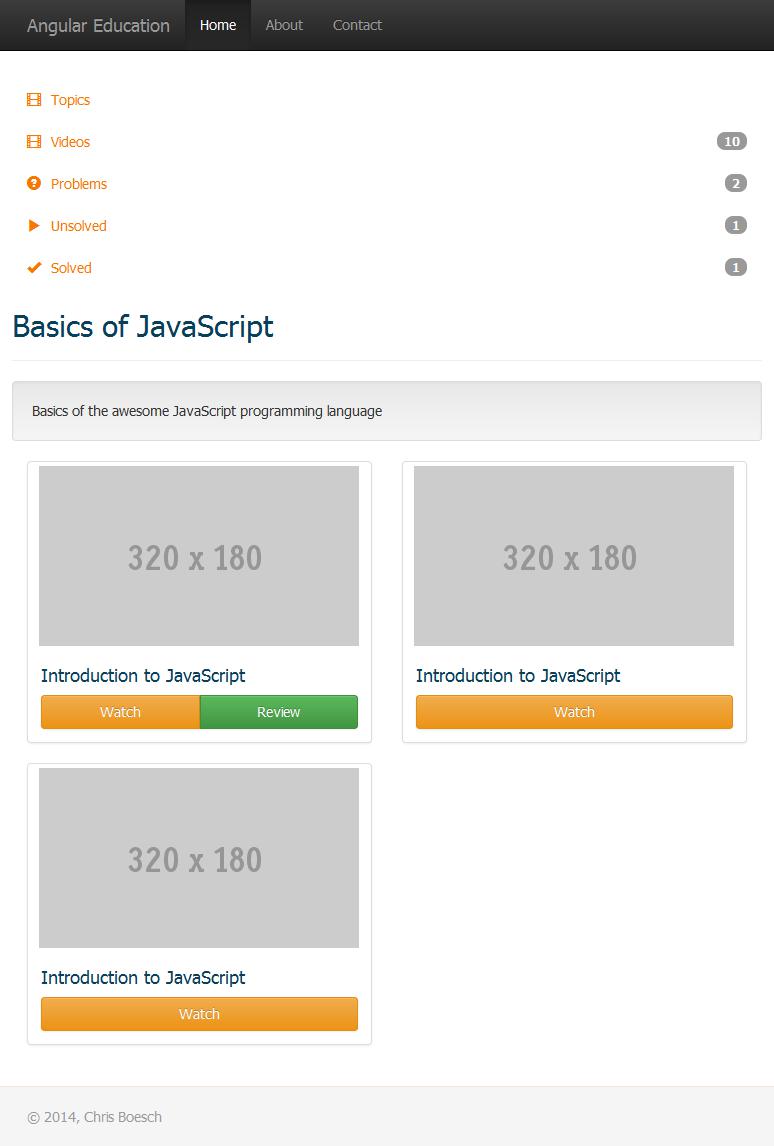 Angular Education Home About Contact
Topics
Videos 10
Problems 2
Unsolved 1
Solved 1
Basics of JavaScript
Basics of the awesome JavaScript programming language
320 x 180 320 x 180
Introduction to JavaScript Introduction to JavaScript
Watch Review Watch
320 x 180
Introduction to JavaScript
Watch
© 2014, Chris Boesch